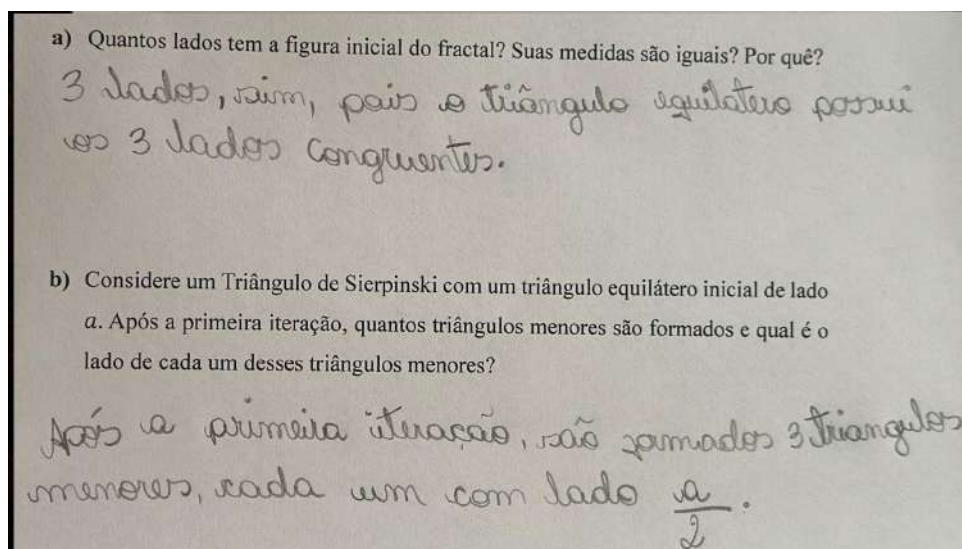 a) Quantos lados tem a figura inicial do fractal? Suas medidas são iguais? Por quê?
3 lados, sim, pois o triângulo equilatero possui
os 3 lados congruentes.
b) Considere um Triângulo de Sierpinski com um triângulo equilátero inicial de lado
a. Após a primeira iteração, quantos triângulos menores são formados e qual é o
lado de cada um desses triângulos menores?
Após a primeira iteração, são formados 3 triangulos
menores, cada um com lado a/2.